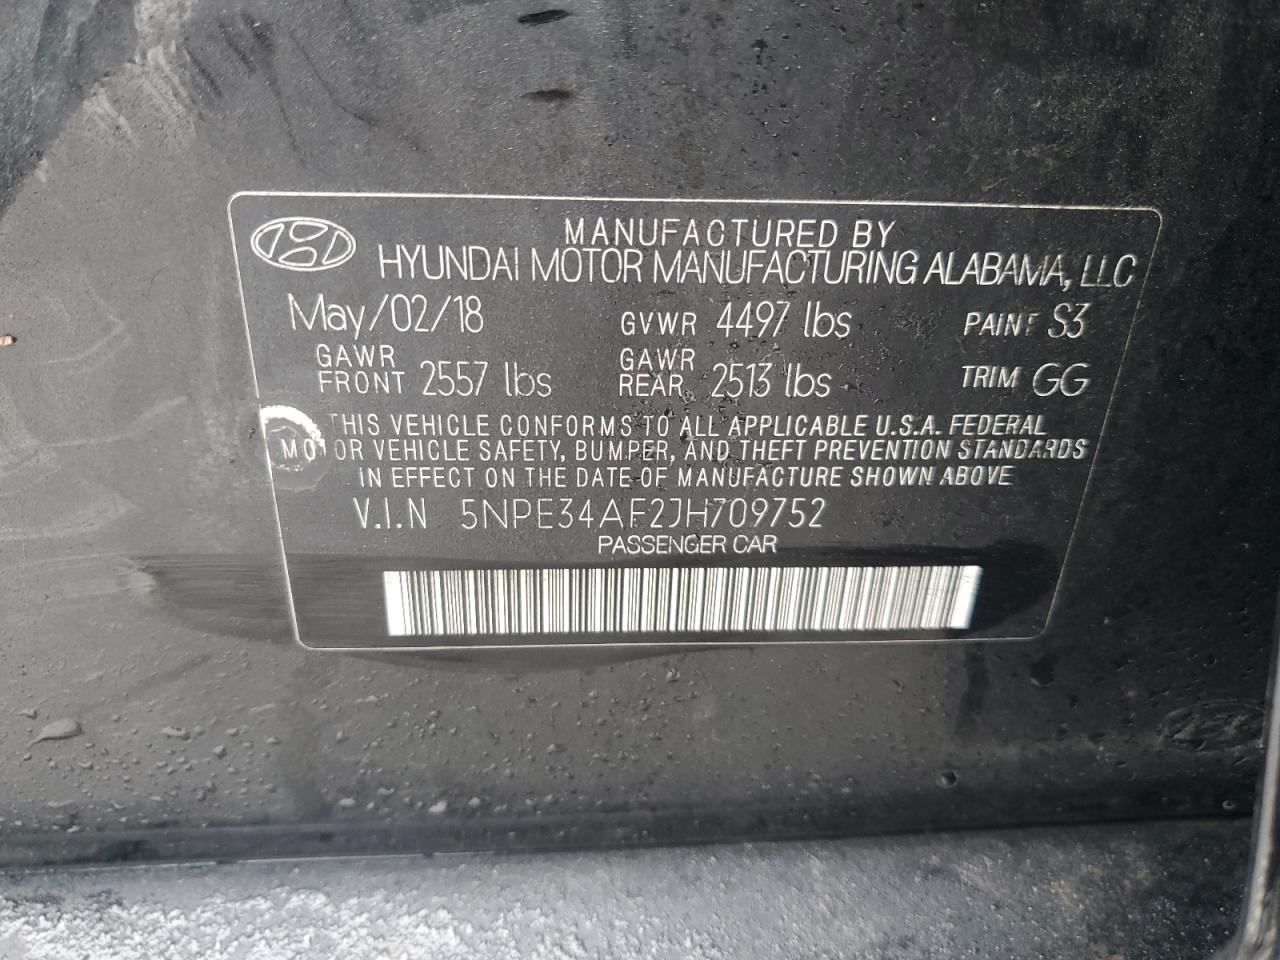 MANUFACTURED BY
HYUNDAI MOTOR MANUFACTURING ALABAMA, LLC
May/02/18 GVWR 4497 lbs PAINT S3
GAWR FRONT 2557 lbs GAWR REAR 2513 lbs TRIM GG
THIS VEHICLE CONFORMS TO ALL APPLICABLE U.S.A. FEDERAL
MOTOR VEHICLE SAFETY, BUMPER, AND THEFT PREVENTION STANDARDS
IN EFFECT ON THE DATE OF MANUFACTURE SHOWN ABOVE
V.I.N 5NPE34AF2JH709752
PASSENGER CAR